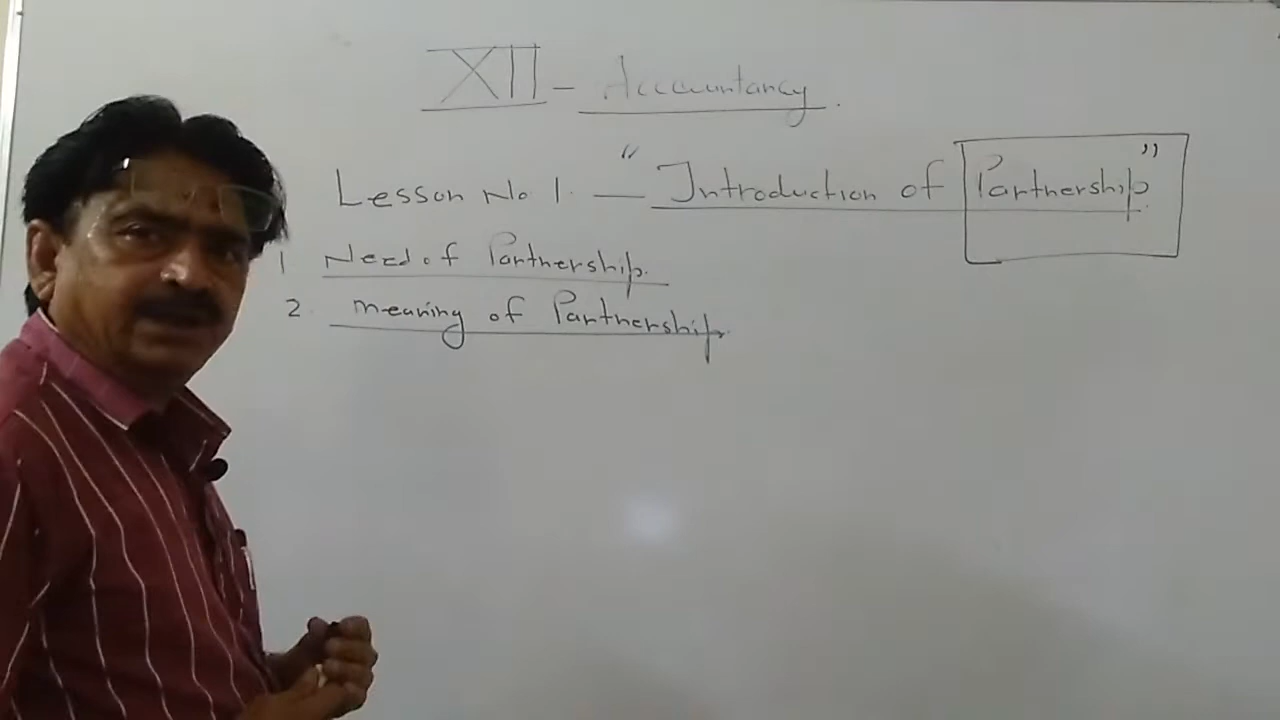 XII - Accountancy.
Lesson No 1. — "Introduction of Partnership."
1 Need of Partnership.
2. meaning of Partnership.